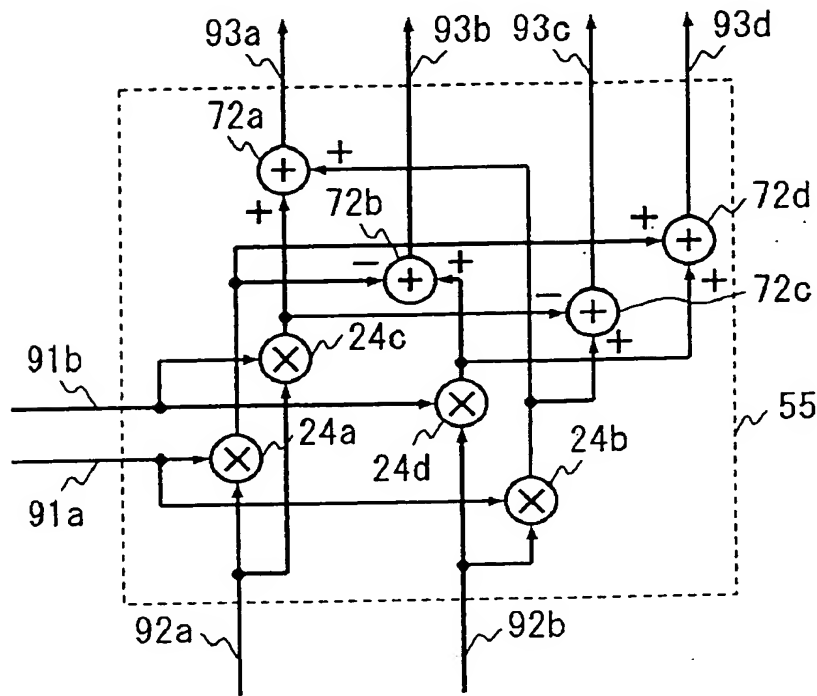 93a 93b 93c 93d
72a
+
+
72b
72d
+
+
− + +
−
72c
+
24c
91b
24a
24d
24b
55
91a
92a 92b